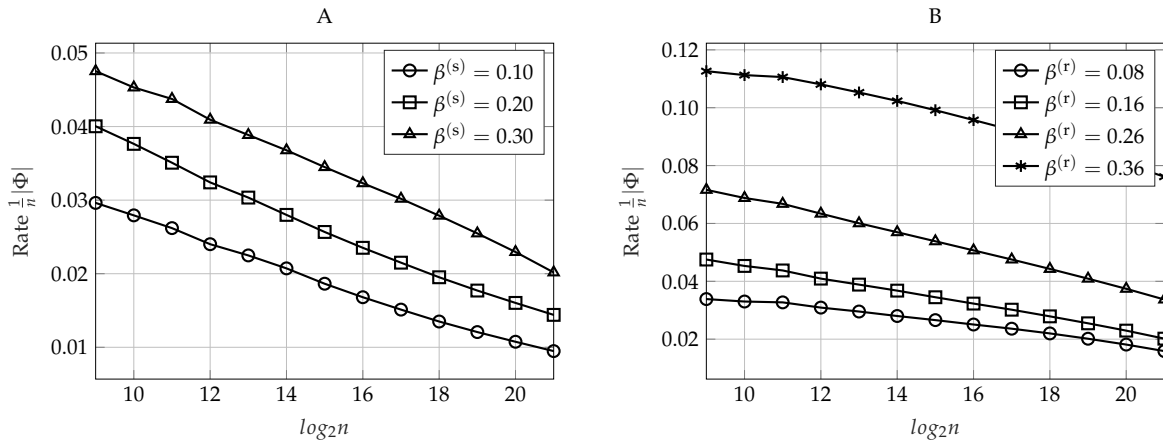 A
0.05
0.04
0.03
0.02
0.01
Rate 1/n |Φ|
β^(s) = 0.10
β^(s) = 0.20
β^(s) = 0.30
10 12 14 16 18 20
log₂n
B
0.12
0.10
0.08
0.06
0.04
0.02
Rate 1/n |Φ|
β^(r) = 0.08
β^(r) = 0.16
β^(r) = 0.26
β^(r) = 0.36
10 12 14 16 18 20
log₂n